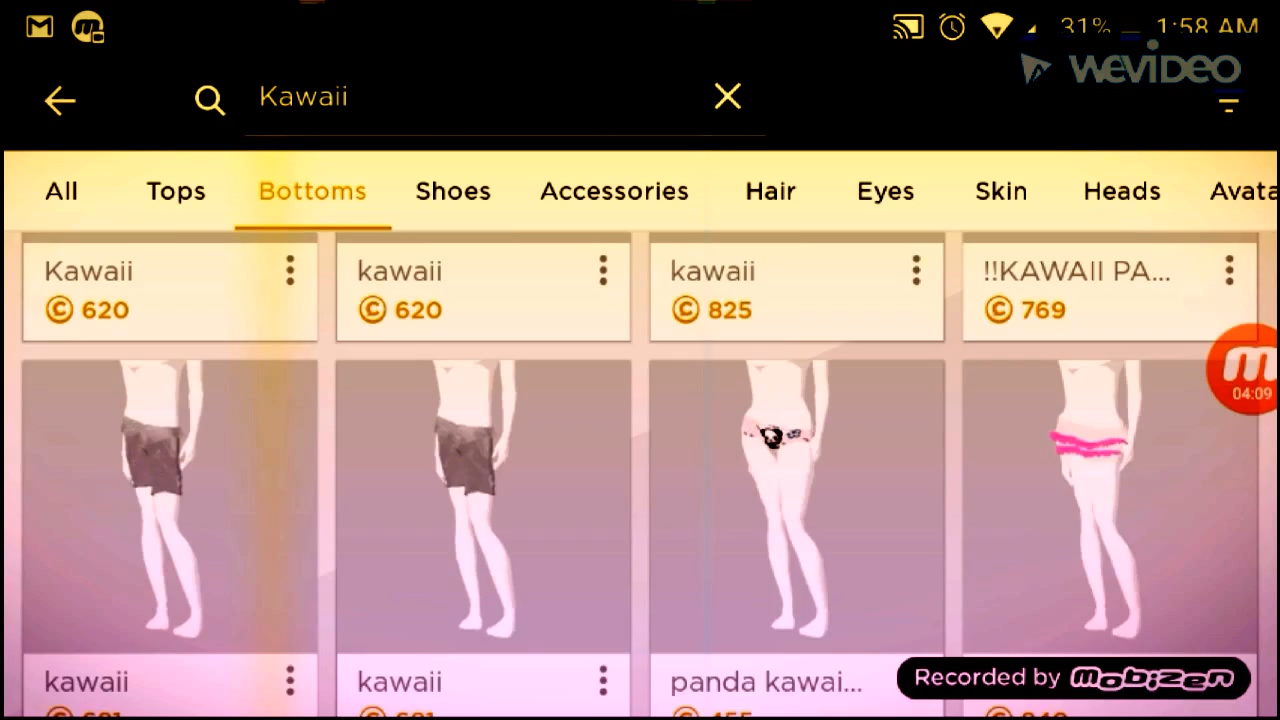 31% 1:58 AM
WeVideo
Kawaii
All Tops Bottoms Shoes Accessories Hair Eyes Skin Heads Avata
Kawaii kawaii kawaii !!KAWAII PA...
© 620 © 620 © 825 © 769
04:09
kawaii kawaii panda kawai...
Recorded by mobizen